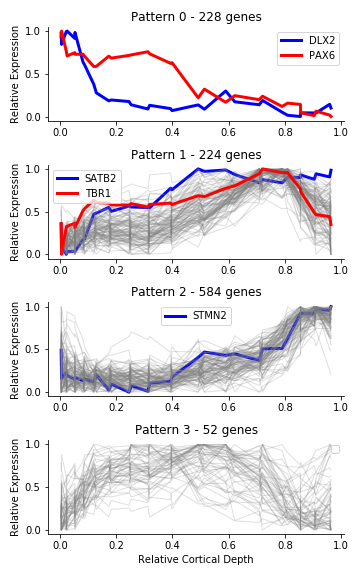 Pattern 0 - 228 genes
Relative Expression
1.0
0.5
0.0
DLX2
PAX6
0.0 0.2 0.4 0.6 0.8 1.0
Pattern 1 - 224 genes
Relative Expression
1.0
0.5
0.0
SATB2
TBR1
0.0 0.2 0.4 0.6 0.8 1.0
Pattern 2 - 584 genes
Relative Expression
1.0
0.5
0.0
STMN2
0.0 0.2 0.4 0.6 0.8 1.0
Pattern 3 - 52 genes
Relative Expression
1.0
0.5
0.0
0.0 0.2 0.4 0.6 0.8 1.0
Relative Cortical Depth